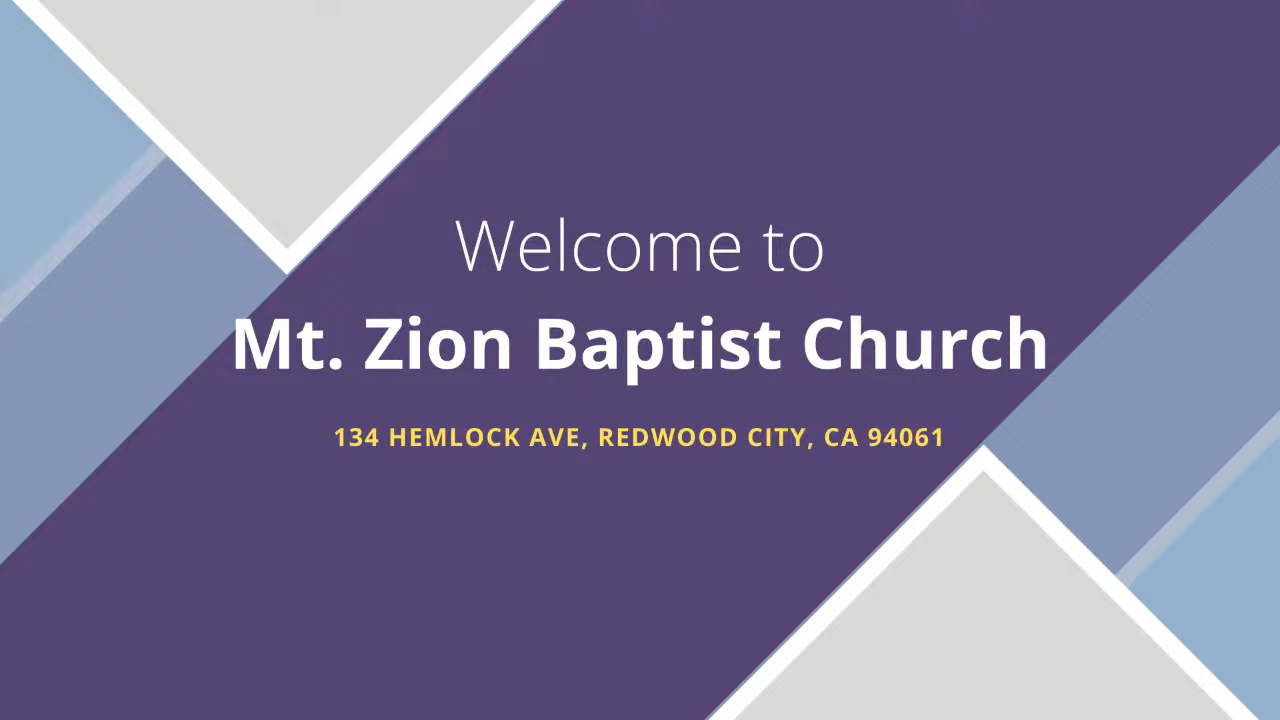 Welcome to
Mt. Zion Baptist Church
134 HEMLOCK AVE, REDWOOD CITY, CA 94061